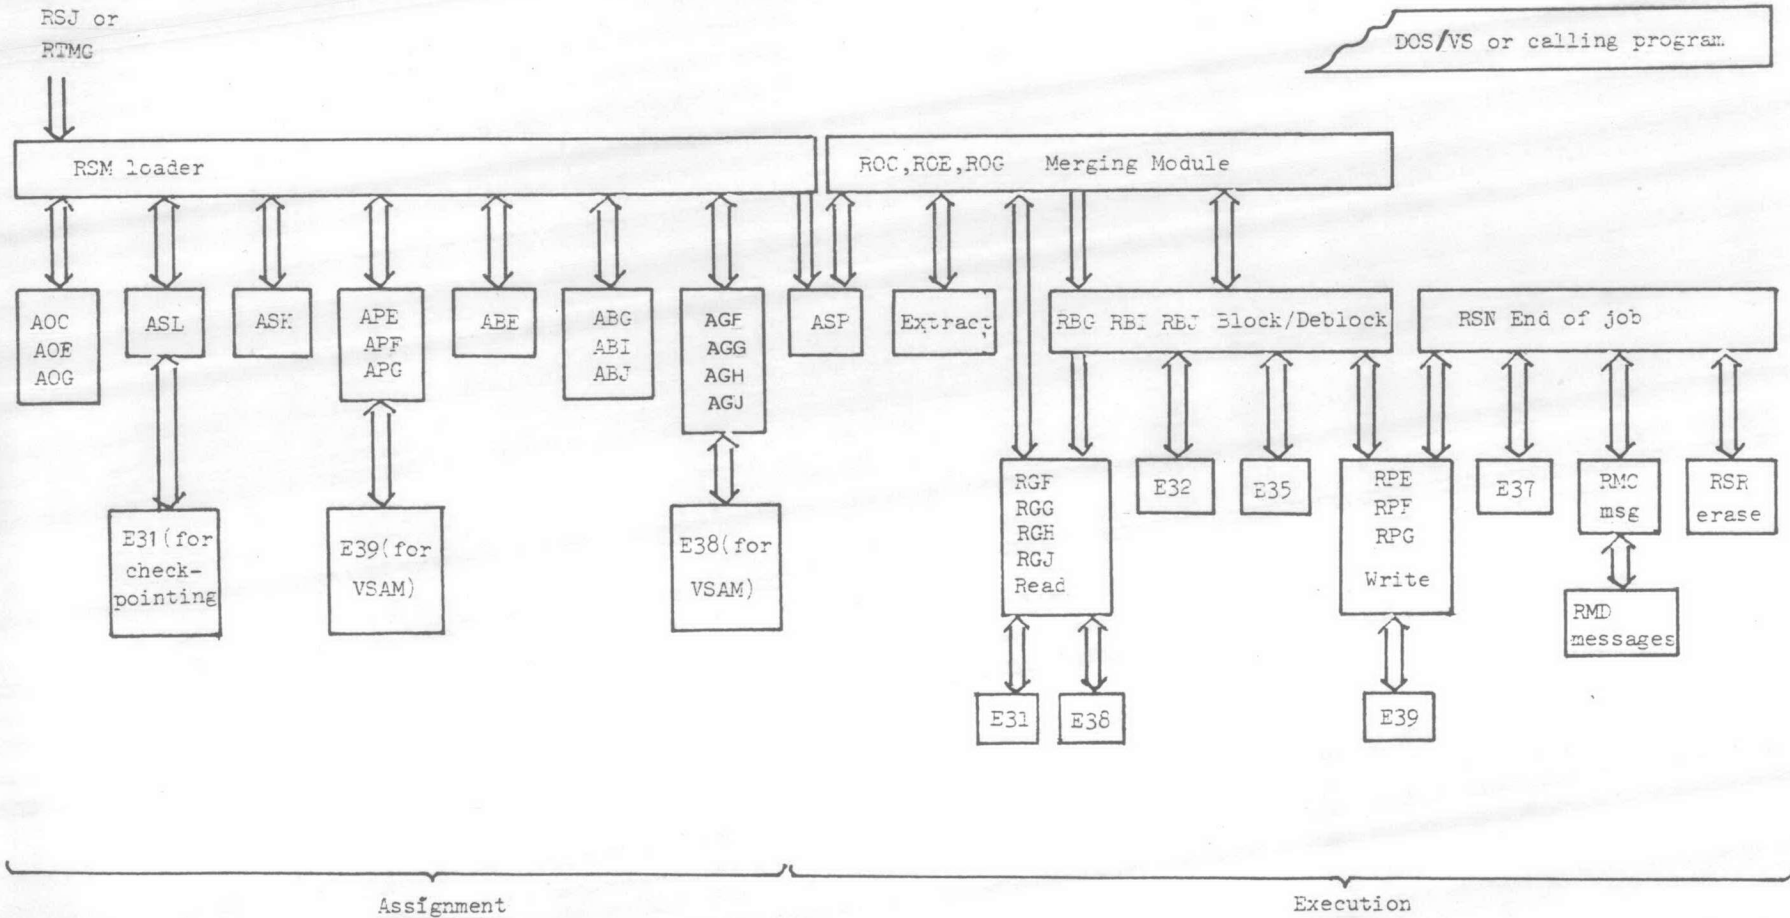 RSJ or
RTMG
DOS/VS or calling program
RSM loader
ROC,ROE,ROG Merging Module
AOC
AOE
AOG
ASL
ASK
APE
APF
APG
ABE
ABG
ABI
ABJ
AGF
AGG
AGH
AGJ
ASP
Extract
RBG RBI RBJ Block/Deblock
RSN End of job
E31(for
check-
pointing
E39(for
VSAM)
E38(for
VSAM)
RGF
RGG
RGH
RGJ
Read
E32
E35
RPE
RPF
RPG
Write
E37
RMC
msg
RSR
erase
RMD
messages
E31
E38
E39
Assignment
Execution